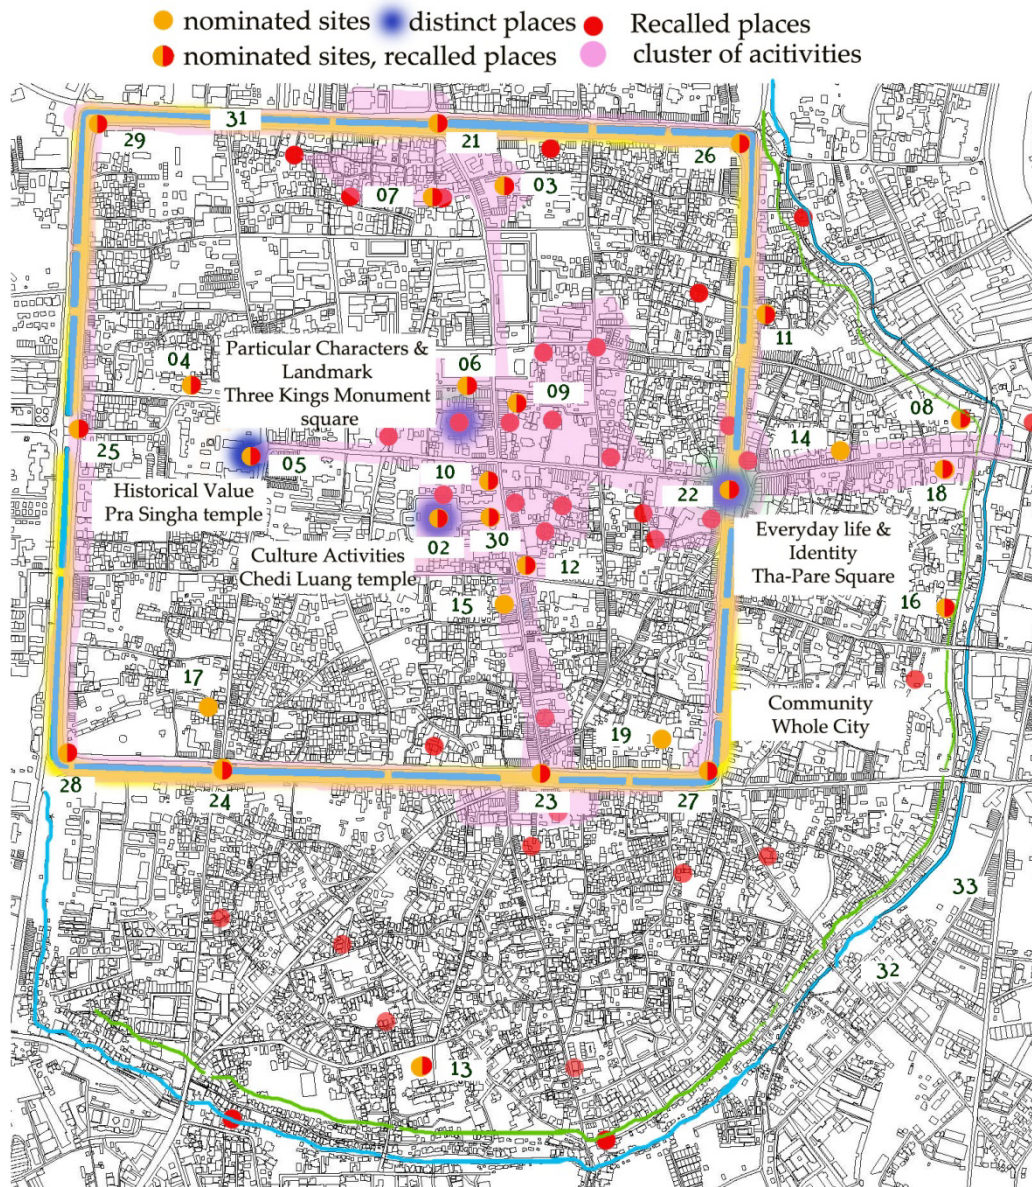 nominated sites
distinct places
Recalled places
nominated sites, recalled places
cluster of acitivities
29
31
21
26
07
03
11
04
Particular Characters &
Landmark
Three Kings Monument
square
06
09
08
25
05
14
10
22
18
Historical Value
Pra Singha temple
02
30
Everyday life &
Identity
Tha-Pare Square
Culture Activities
Chedi Luang temple
12
15
16
17
19
Community
Whole City
28
24
23
27
33
32
13